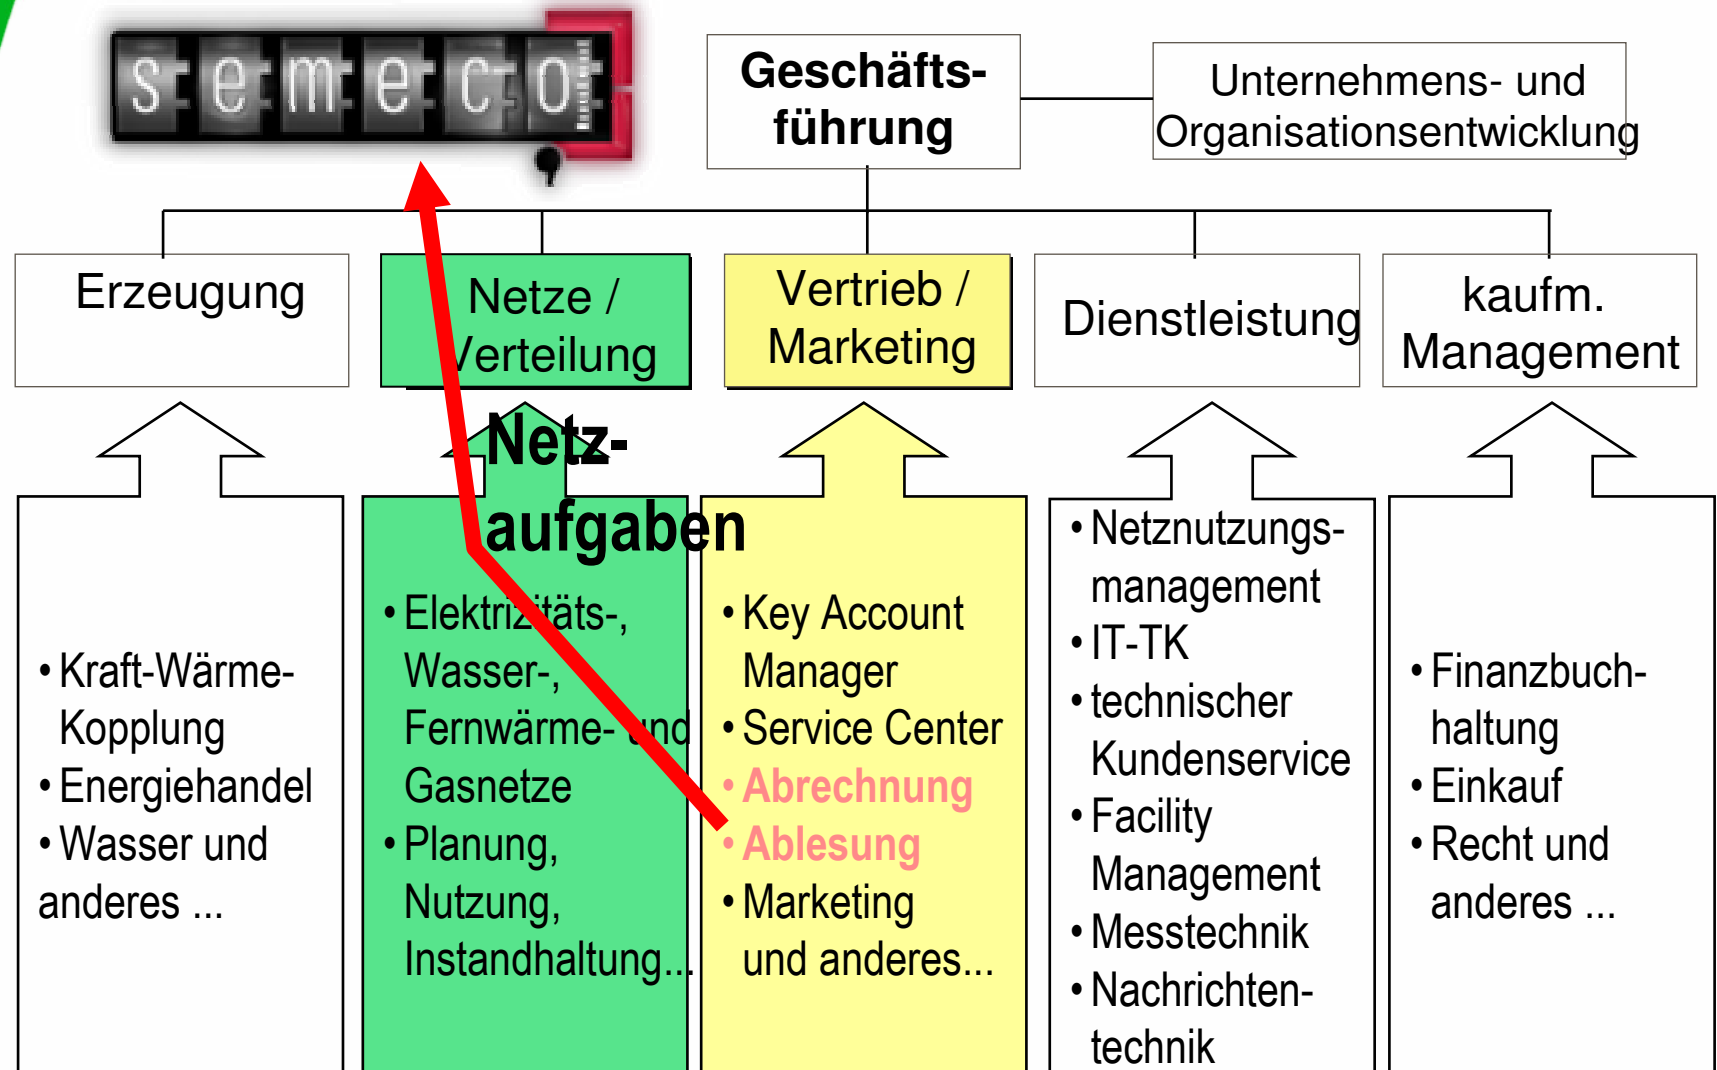 semeco
Geschäfts-
führung
Unternehmens- und
Organisationsentwicklung
Erzeugung
Netze /
Verteilung
Vertrieb /
Marketing
Dienstleistung
kaufm.
Management
• Kraft-Wärme-
Kopplung
• Energiehandel
• Wasser und
anderes ...
Netz-
aufgaben
• Elektrizitäts-,
Wasser-,
Fernwärme- und
Gasnetze
• Planung,
Nutzung,
Instandhaltung...
• Key Account
Manager
• Service Center
• Abrechnung
• Ablesung
• Marketing
und anderes...
• Netznutzungs-
management
• IT-TK
• technischer
Kundenservice
• Facility
Management
• Messtechnik
• Nachrichten-
technik
• Finanzbuch-
haltung
• Einkauf
• Recht und
anderes ...